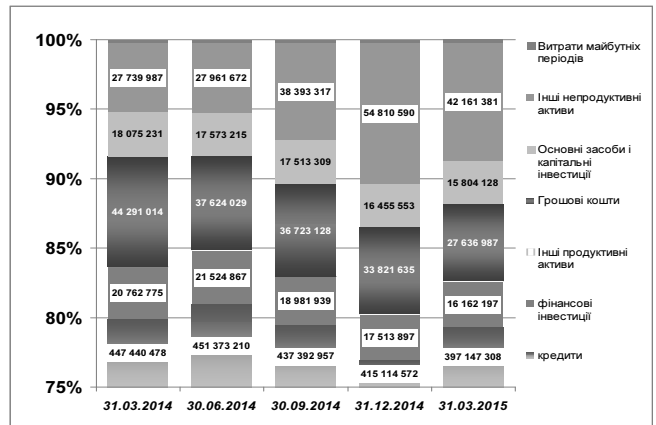 100%
95%
90%
85%
80%
75%
27 739 987
27 961 672
38 393 317
54 810 590
42 161 381
18 075 231
17 573 215
17 513 309
16 455 553
15 804 128
44 291 014
37 624 029
36 723 128
33 821 635
27 636 987
20 762 775
21 524 867
18 981 939
17 513 897
16 162 197
447 440 478
451 373 210
437 392 957
415 114 572
397 147 308
31.03.2014
30.06.2014
30.09.2014
31.12.2014
31.03.2015
Витрати майбутніх
періодів
Інші непродуктивні
активи
Основні засоби і
капітальні
інвестиції
Грошові кошти
Інші продуктивні
активи
фінансові
інвестиції
кредити